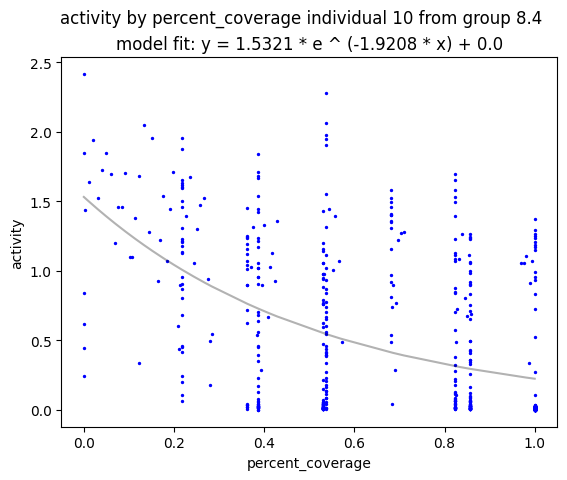 activity by percent_coverage individual 10 from group 8.4
model fit: y = 1.5321 * e ^ (-1.9208 * x) + 0.0
2.5
2.0
1.5
1.0
0.5
0.0
activity
0.0 0.2 0.4 0.6 0.8 1.0
percent_coverage